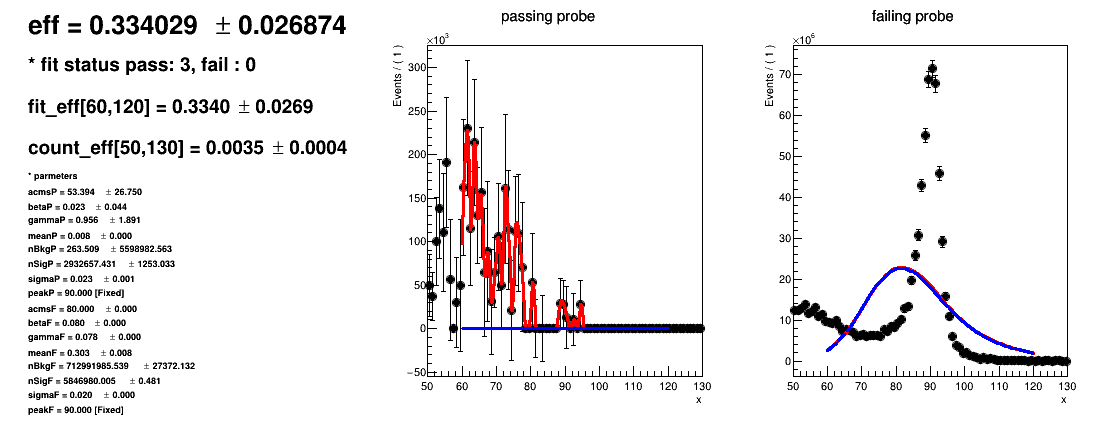 eff = 0.334029 ± 0.026874
* fit status pass: 3, fail : 0
fit_eff[60,120] = 0.3340 ± 0.0269
count_eff[50,130] = 0.0035 ± 0.0004
* parmeters
acmsP = 53.394 ± 26.750
betaP = 0.023 ± 0.044
gammaP = 0.956 ± 1.891
meanP = 0.008 ± 0.000
nBkgP = 263.509 ± 5598982.563
nSigP = 2932657.431 ± 1253.033
sigmaP = 0.023 ± 0.001
peakP = 90.000 [Fixed]
acmsF = 80.000 ± 0.000
betaF = 0.080 ± 0.000
gammaF = 0.078 ± 0.000
meanF = 0.303 ± 0.008
nBkgF = 712991985.539 ± 27372.132
nSigF = 5846980.005 ± 0.481
sigmaF = 0.020 ± 0.000
peakF = 90.000 [Fixed]
passing probe
×10³
Events / ( 1 )
300
250
200
150
100
50
0
−50
50 60 70 80 90 100 110 120 130
x
failing probe
×10⁶
Events / ( 1 )
70
60
50
40
30
20
10
0
50 60 70 80 90 100 110 120 130
x